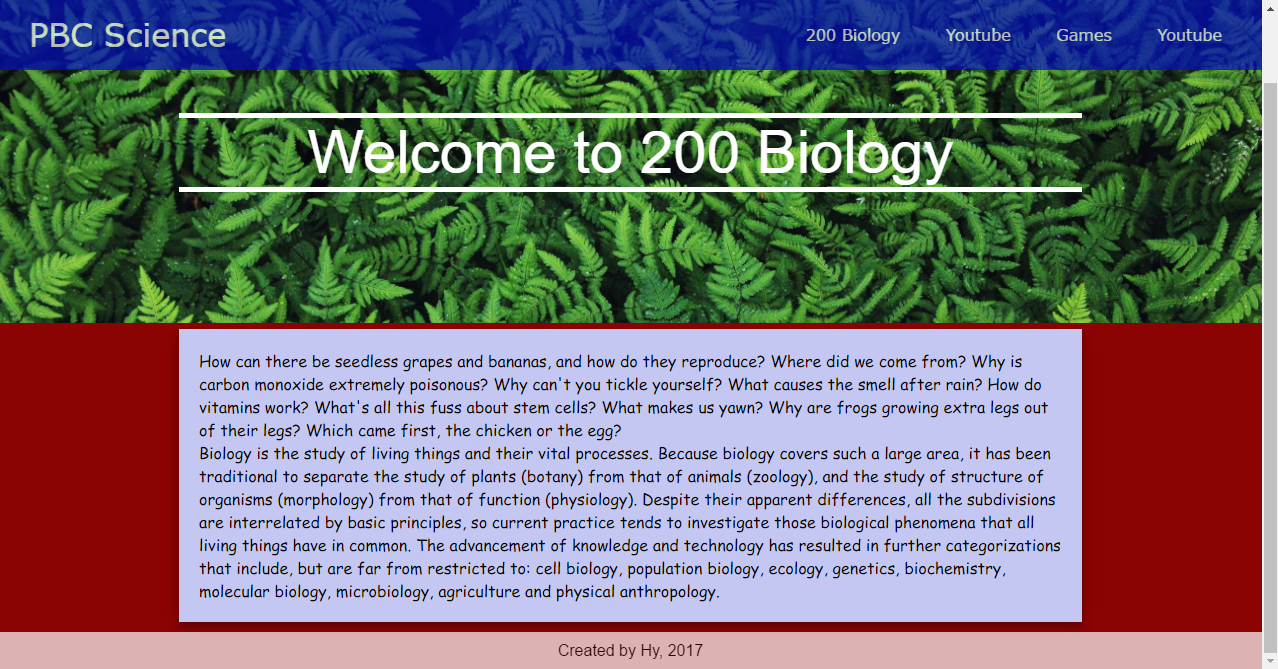 PBC Science
200 Biology Youtube Games Youtube
Welcome to 200 Biology
How can there be seedless grapes and bananas, and how do they reproduce? Where did we come from? Why is
carbon monoxide extremely poisonous? Why can't you tickle yourself? What causes the smell after rain? How do
vitamins work? What's all this fuss about stem cells? What makes us yawn? Why are frogs growing extra legs out
of their legs? Which came first, the chicken or the egg?
Biology is the study of living things and their vital processes. Because biology covers such a large area, it has been
traditional to separate the study of plants (botany) from that of animals (zoology), and the study of structure of
organisms (morphology) from that of function (physiology). Despite their apparent differences, all the subdivisions
are interrelated by basic principles, so current practice tends to investigate those biological phenomena that all
living things have in common. The advancement of knowledge and technology has resulted in further categorizations
that include, but are far from restricted to: cell biology, population biology, ecology, genetics, biochemistry,
molecular biology, microbiology, agriculture and physical anthropology.
Created by Hy, 2017